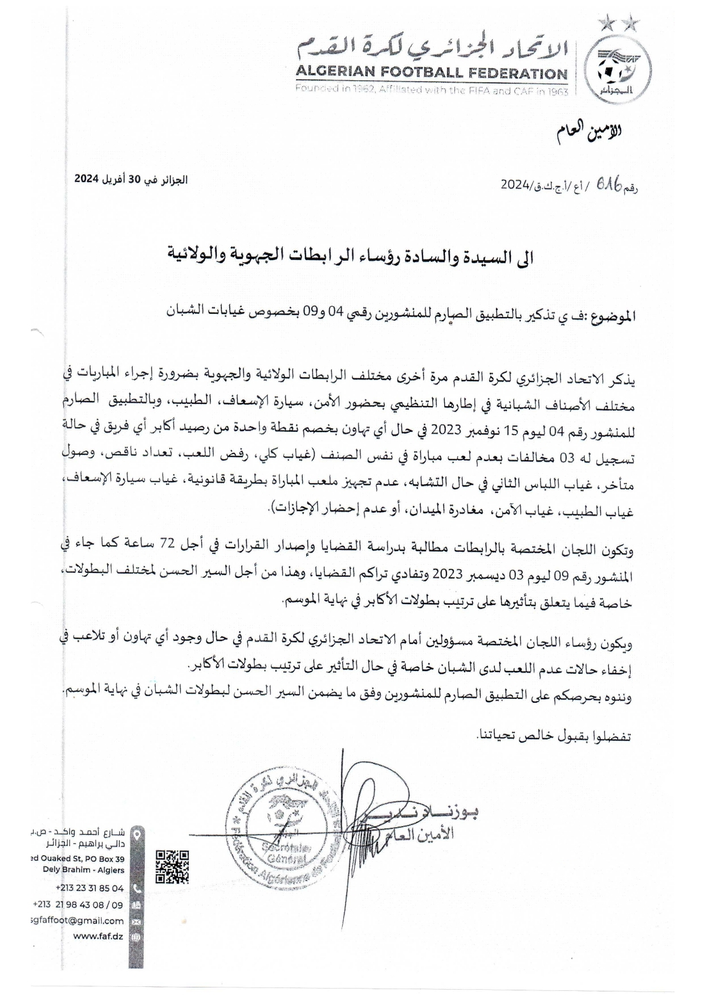 الاتحاد الجزائري لكرة القدم
ALGERIAN FOOTBALL FEDERATION
Founded in 1962, Affiliated with the FIFA and CAF in 1963
الجزائر
الأمين العام
رقم 616 / أع /أ.ج.ك.ق/2024
الجزائر في 30 أفريل 2024
الى السيدة والسادة رؤساء الرابطات الجهوية والولائية
الموضوع :ف ي تذكير بالتطبيق الصارم للمنشورين رقمي 04 و09 بخصوص غيابات الشبان
يذكر الاتحاد الجزائري لكرة القدم مرة أخرى مختلف الرابطات الولائية والجهوية بضرورة إجراء المباريات في
مختلف الأصناف الشبانية في إطارها التنظيمي بحضور الأمن، سيارة الإسعاف، الطبيب، وبالتطبيق الصارم
للمنشور رقم 04 ليوم 15 نوفمبر 2023 في حال أي تهاون بخصم نقطة واحدة من رصيد أكابر أي فريق في حالة
تسجيل له 03 مخالفات بعدم لعب مباراة في نفس الصنف (غياب كلي، رفض اللعب، تعداد ناقص، وصول
متأخر، غياب اللباس الثاني في حال التشابه، عدم تجهيز ملعب المباراة بطريقة قانونية، غياب سيارة الإسعاف،
غياب الطبيب، غياب الأمن، مغادرة الميدان، أو عدم إحضار الإجازات).
وتكون اللجان المختصة بالرابطات مطالبة بدراسة القضايا وإصدار القرارات في أجل 72 ساعة كما جاء في
المنشور رقم 09 ليوم 03 ديسمبر 2023 وتفادي تراكم القضايا، وهذا من أجل السير الحسن لمختلف البطولات،
خاصة فيما يتعلق بتأثيرها على ترتيب بطولات الأكابر في نهاية الموسم.
ويكون رؤساء اللجان المختصة مسؤولين أمام الاتحاد الجزائري لكرة القدم في حال وجود أي تهاون أو تلاعب في
إخفاء حالات عدم اللعب لدى الشبان خاصة في حال التأثير على ترتيب بطولات الأكابر.
وننوه بحرصكم على التطبيق الصارم للمنشورين وفق ما يضمن السير الحسن لبطولات الشبان في نهاية الموسم.
تفضلوا بقبول خالص تحياتنا.
بوزناد نذير
الأمين العام
الاتحاد الجزائري لكرة القدم
Secrétaire
Général
Fédération Algérienne de Football
شارع أحمد واكد - ص.ب
دالي براهيم - الجزائر
ed Ouaked St, PO Box 39
Dely Brahim - Algiers
+213 23 31 85 04
+213 21 98 43 08 / 09
sgfaffoot@gmail.com
www.faf.dz